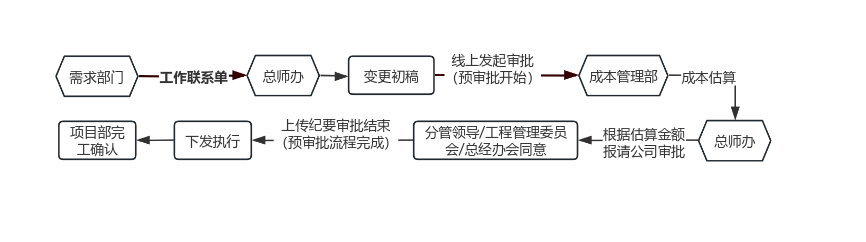 需求部门
工作联系单
总师办
变更初稿
线上发起审批
（预审批开始）
成本管理部
成本估算
总师办
根据估算金额
报请公司审批
分管领导/工程管理委员
会/总经办会同意
上传纪要审批结束
（预审批流程完成）
下发执行
项目部完
工确认